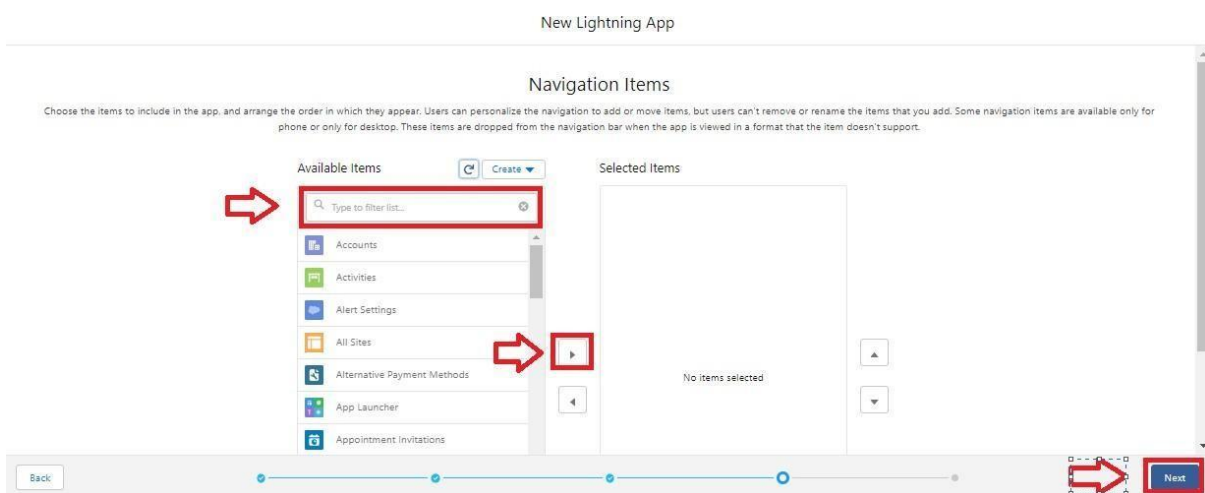 New Lightning App
Navigation Items
Choose the items to include in the app, and arrange the order in which they appear. Users can personalize the navigation to add or move items, but users can't remove or rename the items that you add. Some navigation items are available only for
phone or only for desktop. These items are dropped from the navigation bar when the app is viewed in a format that the item doesn't support.
Available Items
Create
Selected Items
Type to filter list...
Accounts
Activities
Alert Settings
All Sites
Alternative Payment Methods
No items selected
App Launcher
Appointment Invitations
Back
Next